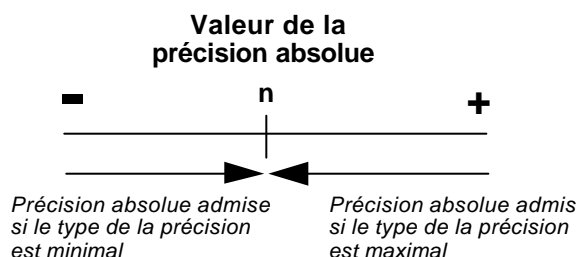 Valeur de la
précision absolue
- n +
Précision absolue admise
si le type de la précision
est minimal
Précision absolue admis
si le type de la précision
est maximal